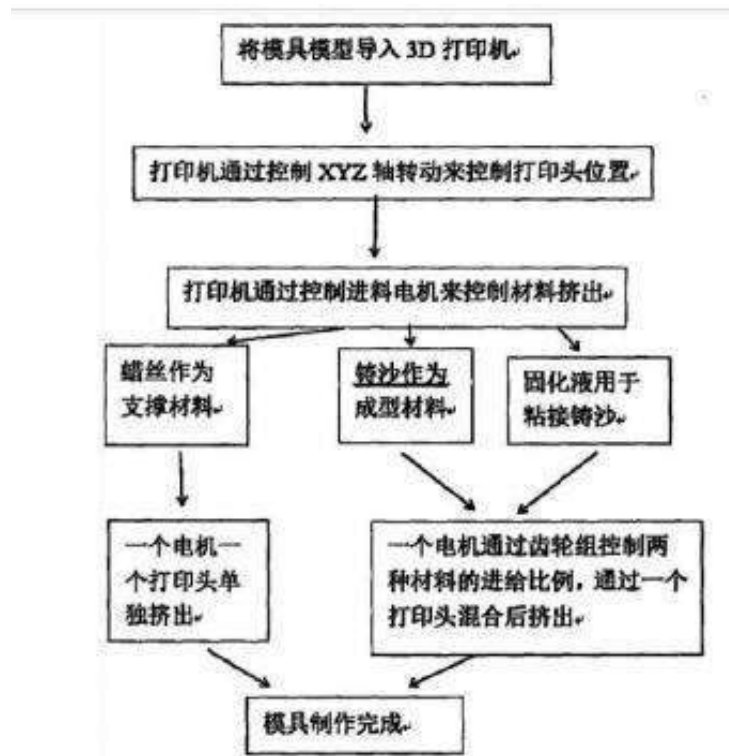 将模具模型导入 3D 打印机
打印机通过控制 XYZ 轴转动来控制打印头位置
打印机通过控制进料电机来控制材料挤出
蜡丝作为
支撑材料
铸沙作为
成型材料
固化液用于
粘接铸沙
一个电机一
个打印头单
独挤出
一个电机通过齿轮组控制两
种材料的进给比例，通过一个
打印头混合后挤出
模具制作完成